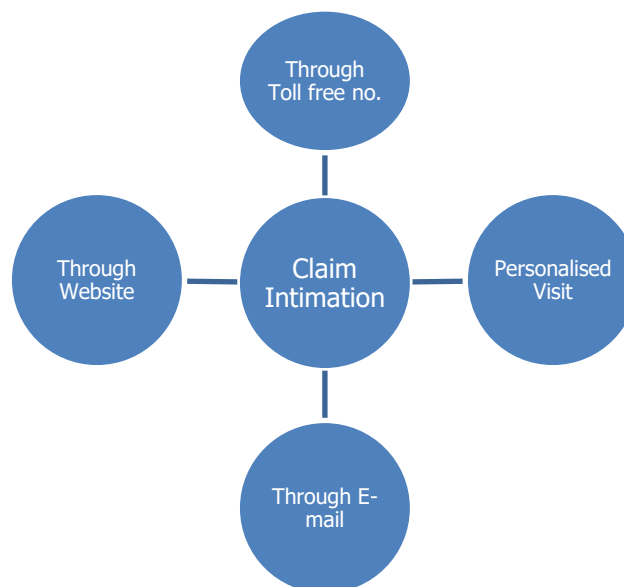 Through
Toll free no.
Through
Website
Claim
Intimation
Personalised
Visit
Through E-
mail